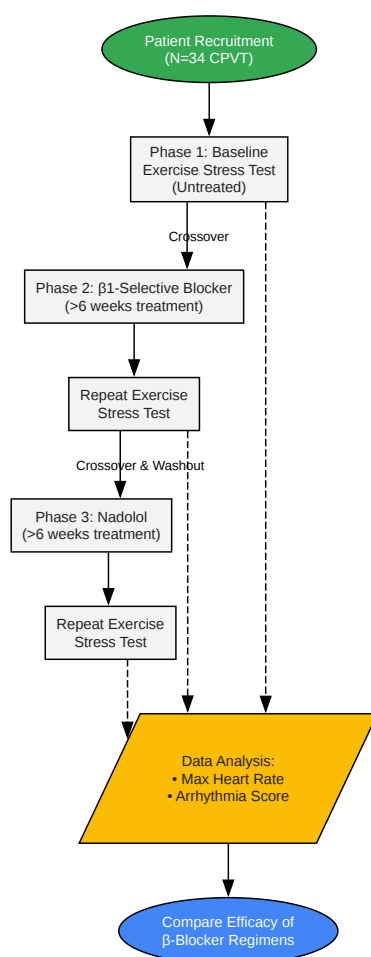 Patient Recruitment
(N=34 CPVT)
Phase 1: Baseline
Exercise Stress Test
(Untreated)
Crossover
Phase 2: β1-Selective Blocker
(>6 weeks treatment)
Repeat Exercise
Stress Test
Crossover & Washout
Phase 3: Nadolol
(>6 weeks treatment)
Repeat Exercise
Stress Test
Data Analysis:
• Max Heart Rate
• Arrhythmia Score
Compare Efficacy of
β-Blocker Regimens